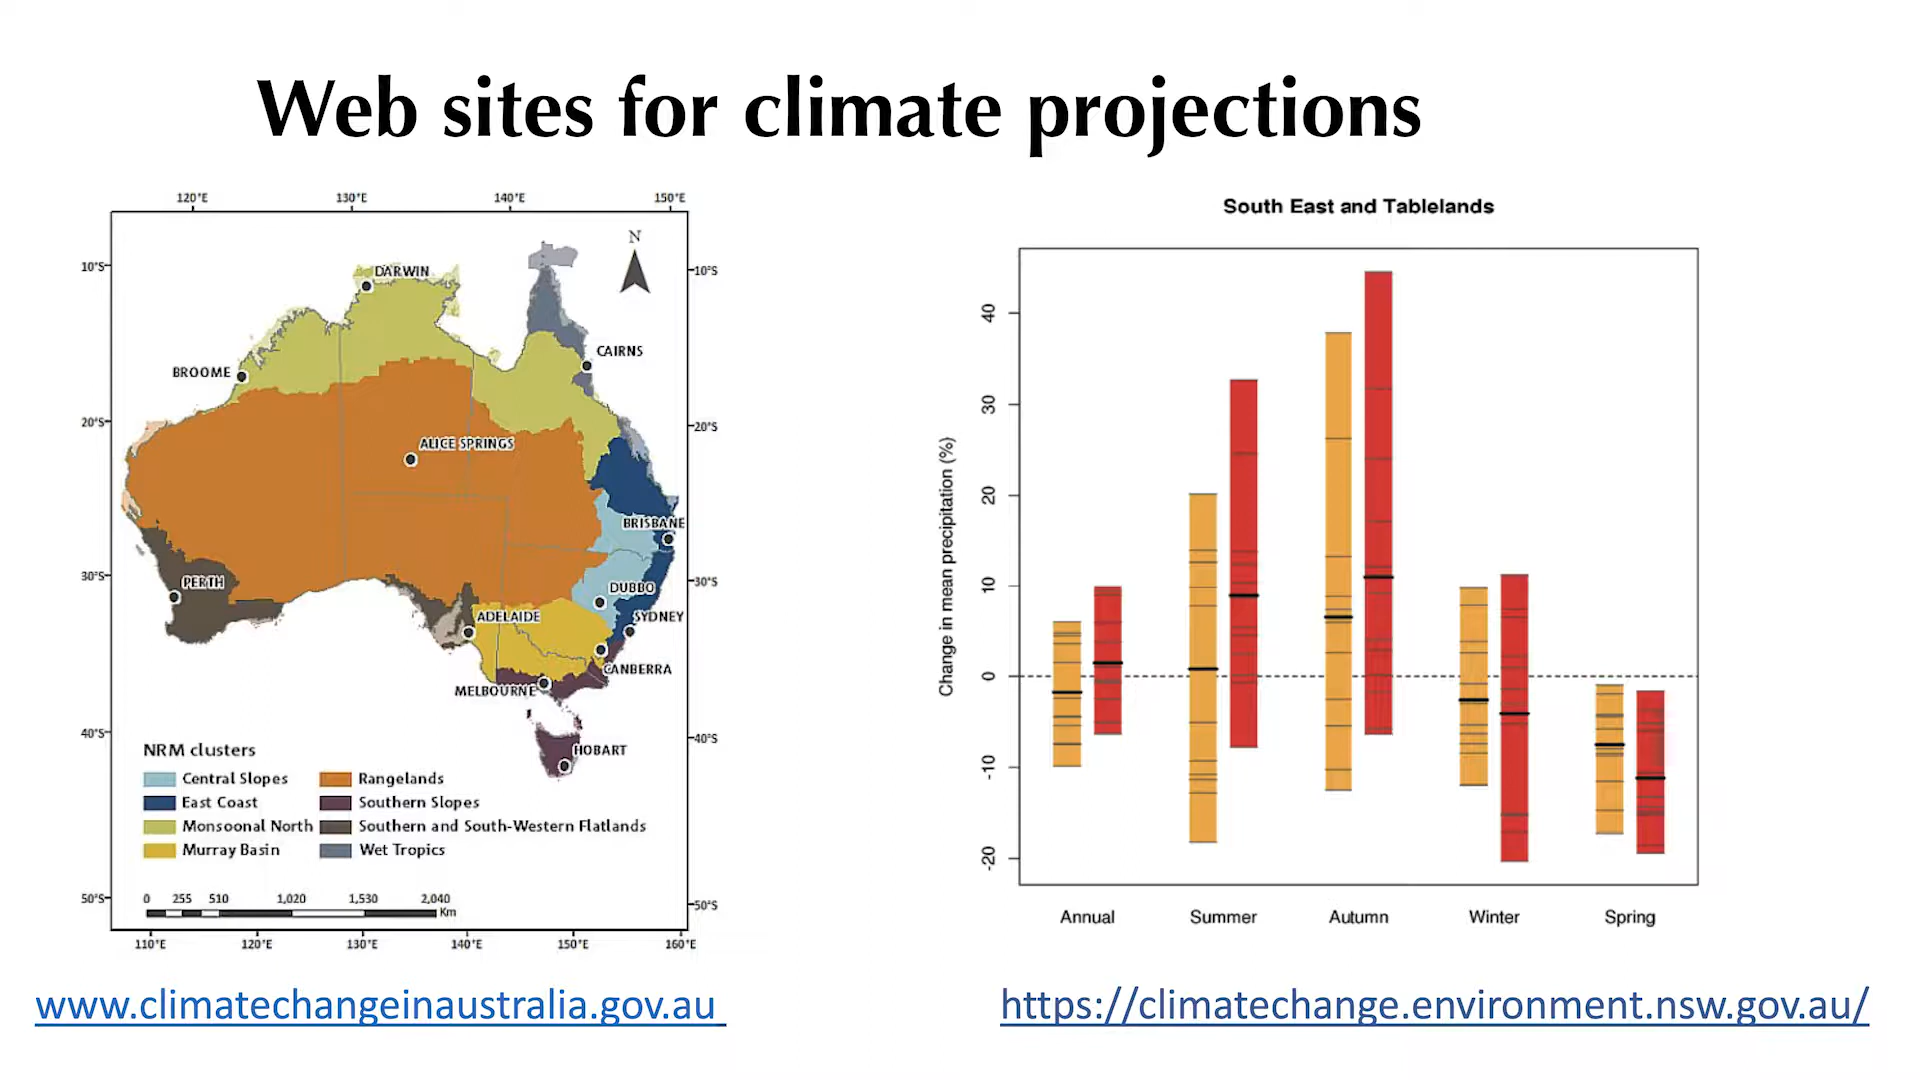 Web sites for climate projections
120°E 130°E 140°E 150°E
N
10°S
10°S
DARWIN
CAIRNS
BROOME
20°S
20°S
ALICE SPRINGS
BRISBANE
30°S
30°S
PERTH
DUBBO
ADELAIDE
SYDNEY
CANBERRA
MELBOURNE
40°S
40°S
HOBART
NRM clusters
Central Slopes
Rangelands
East Coast
Southern Slopes
Monsoonal North
Southern and South-Western Flatlands
Murray Basin
Wet Tropics
0 255 510 1,020 1,530 2,040
Km
50°S
50°S
110°E 120°E 130°E 140°E 150°E 160°E
www.climatechangeinaustralia.gov.au
South East and Tablelands
Change in mean precipitation (%)
40
30
20
10
0
-10
-20
Annual Summer Autumn Winter Spring
https://climatechange.environment.nsw.gov.au/